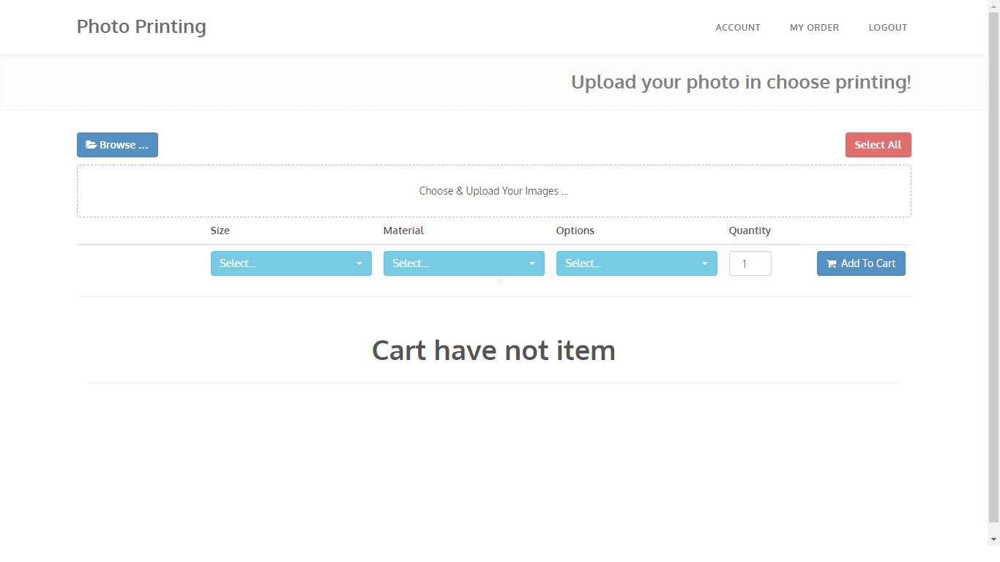 Photo Printing
ACCOUNT MY ORDER LOGOUT
Upload your photo in choose printing!
Browse ...
Select All
Choose & Upload Your Images ...
Size Material Options Quantity
Select... Select... Select... 1 Add To Cart
Cart have not item